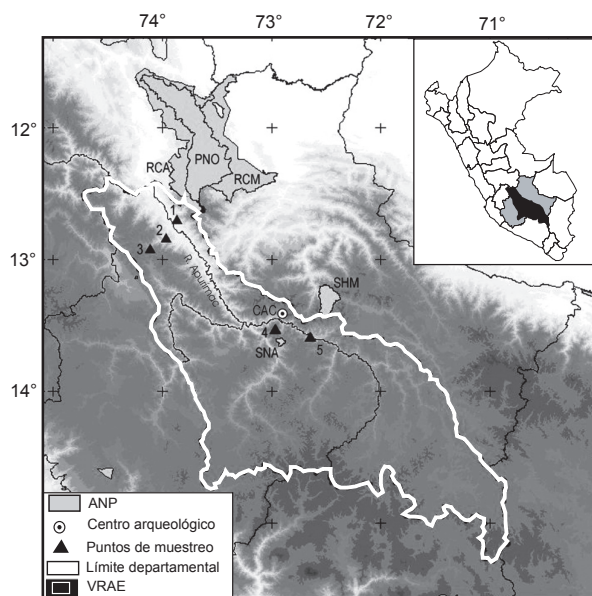 74°
73°
72°
71°
12°
PNO
RCA
RCM
2
3
13°
R. Apurímac
SHM
CAC
4
5
SNA
14°
ANP
Centro arqueológico
Puntos de muestreo
Límite departamental
VRAE